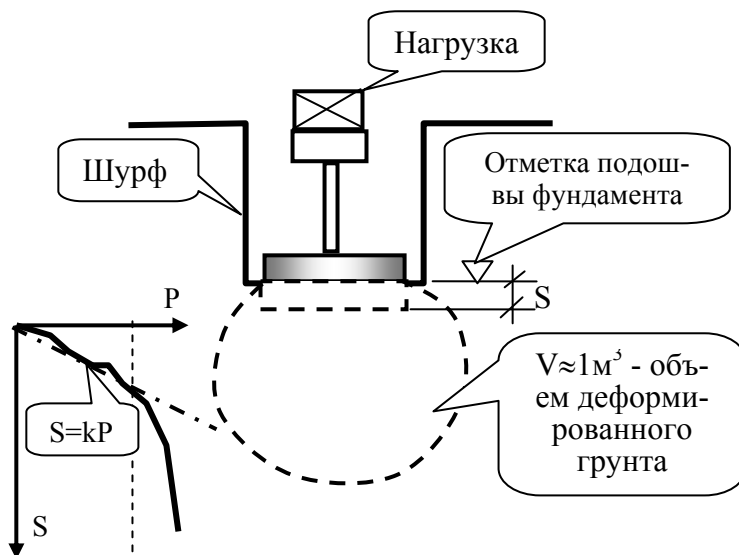 Нагрузка
Шурф
Отметка подош-
вы фундамента
P
S
S=kP
S
V≈1м³ - объ-
ем деформи-
рованного
грунта